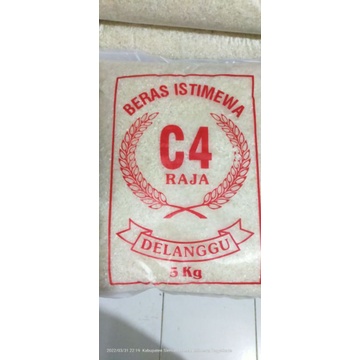 BERAS ISTIMEWA
C4
RAJA
DELANGGU
5 Kg